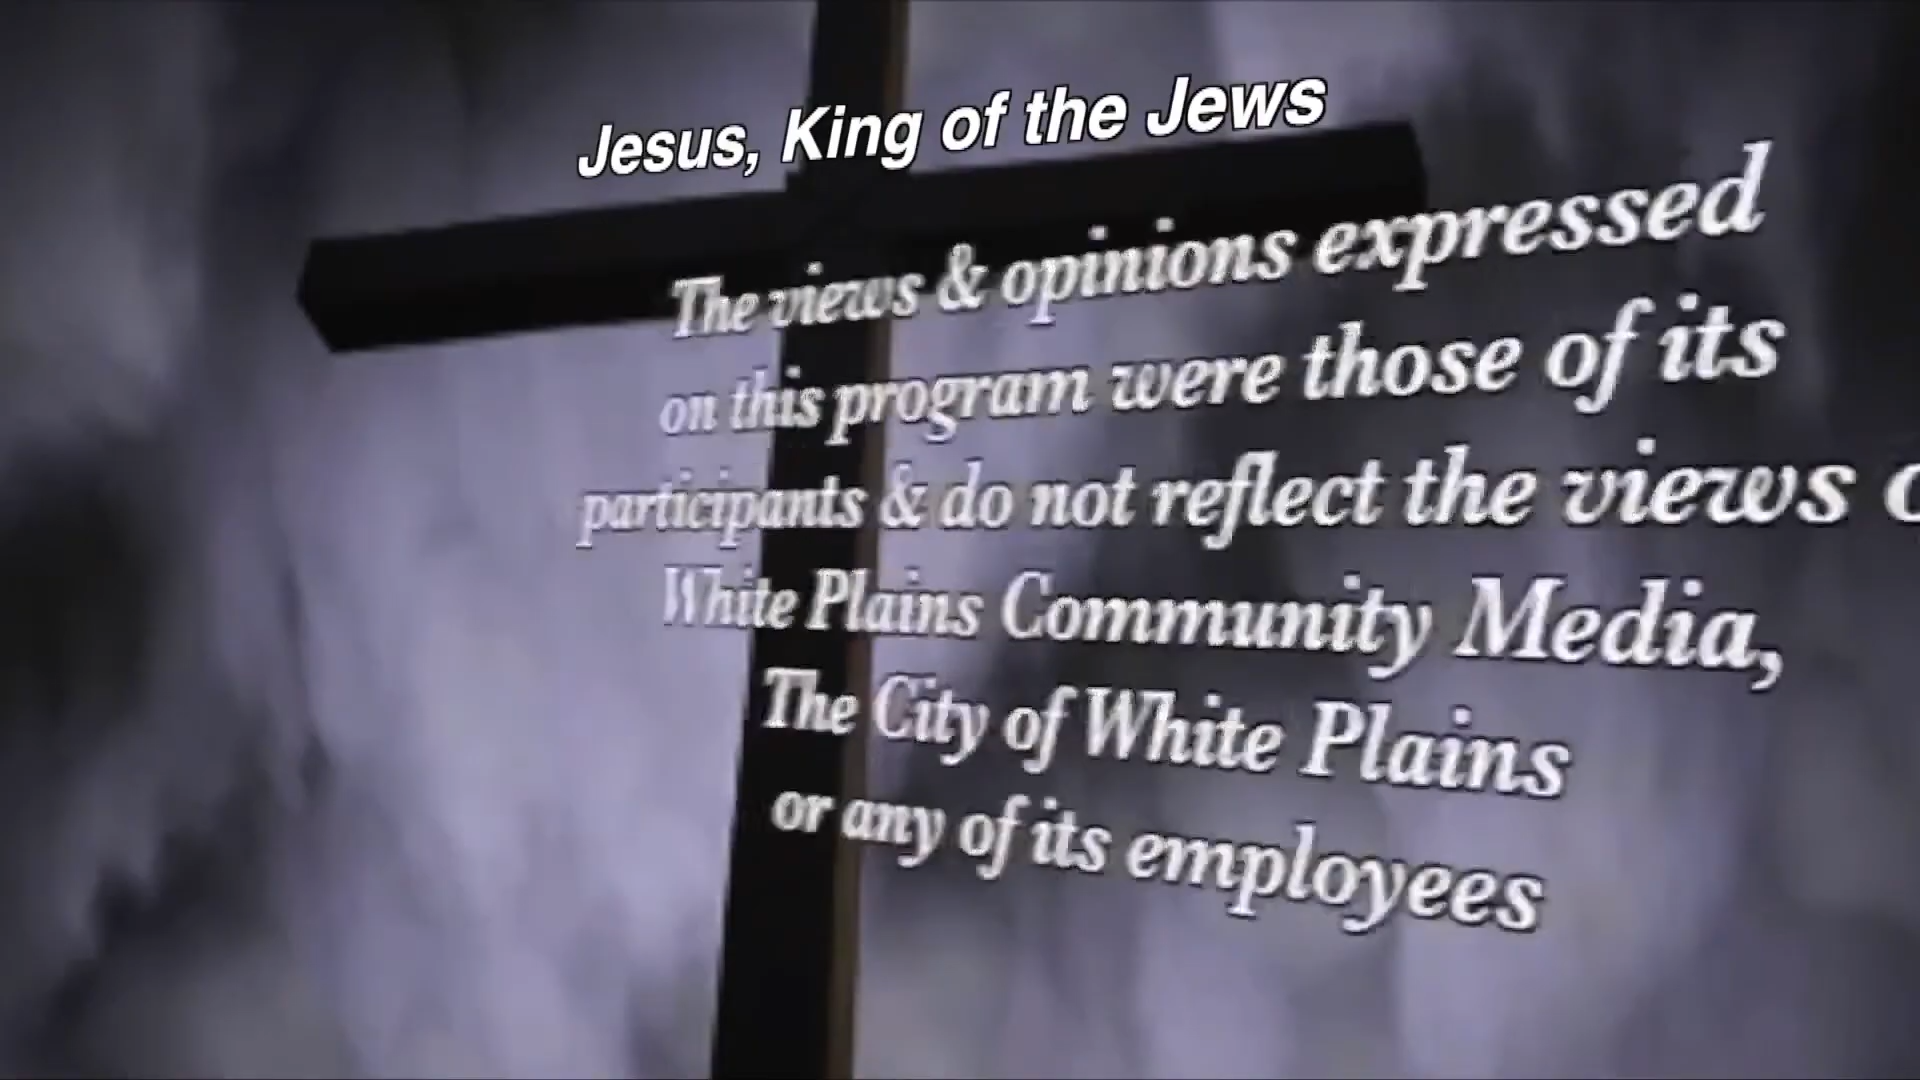 Jesus, King of the Jews
The views & opinions expressed
on this program were those of its
participants & do not reflect the views
White Plains Community Media,
The City of White Plains
or any of its employees